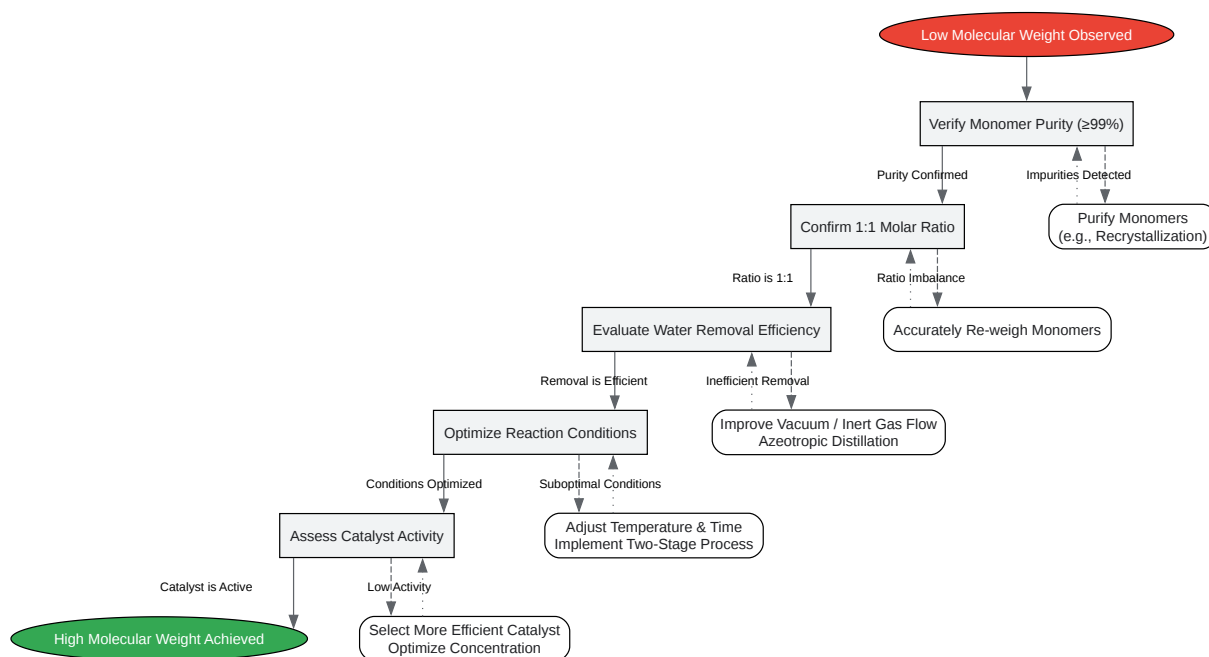 Low Molecular Weight Observed
Verify Monomer Purity (≥99%)
Purity Confirmed
Impurities Detected
Purify Monomers
(e.g., Recrystallization)
Confirm 1:1 Molar Ratio
Ratio is 1:1
Ratio Imbalance
Accurately Re-weigh Monomers
Evaluate Water Removal Efficiency
Removal is Efficient
Inefficient Removal
Improve Vacuum / Inert Gas Flow
Azeotropic Distillation
Optimize Reaction Conditions
Conditions Optimized
Suboptimal Conditions
Adjust Temperature & Time
Implement Two-Stage Process
Assess Catalyst Activity
Catalyst is Active
Low Activity
Select More Efficient Catalyst
Optimize Concentration
High Molecular Weight Achieved